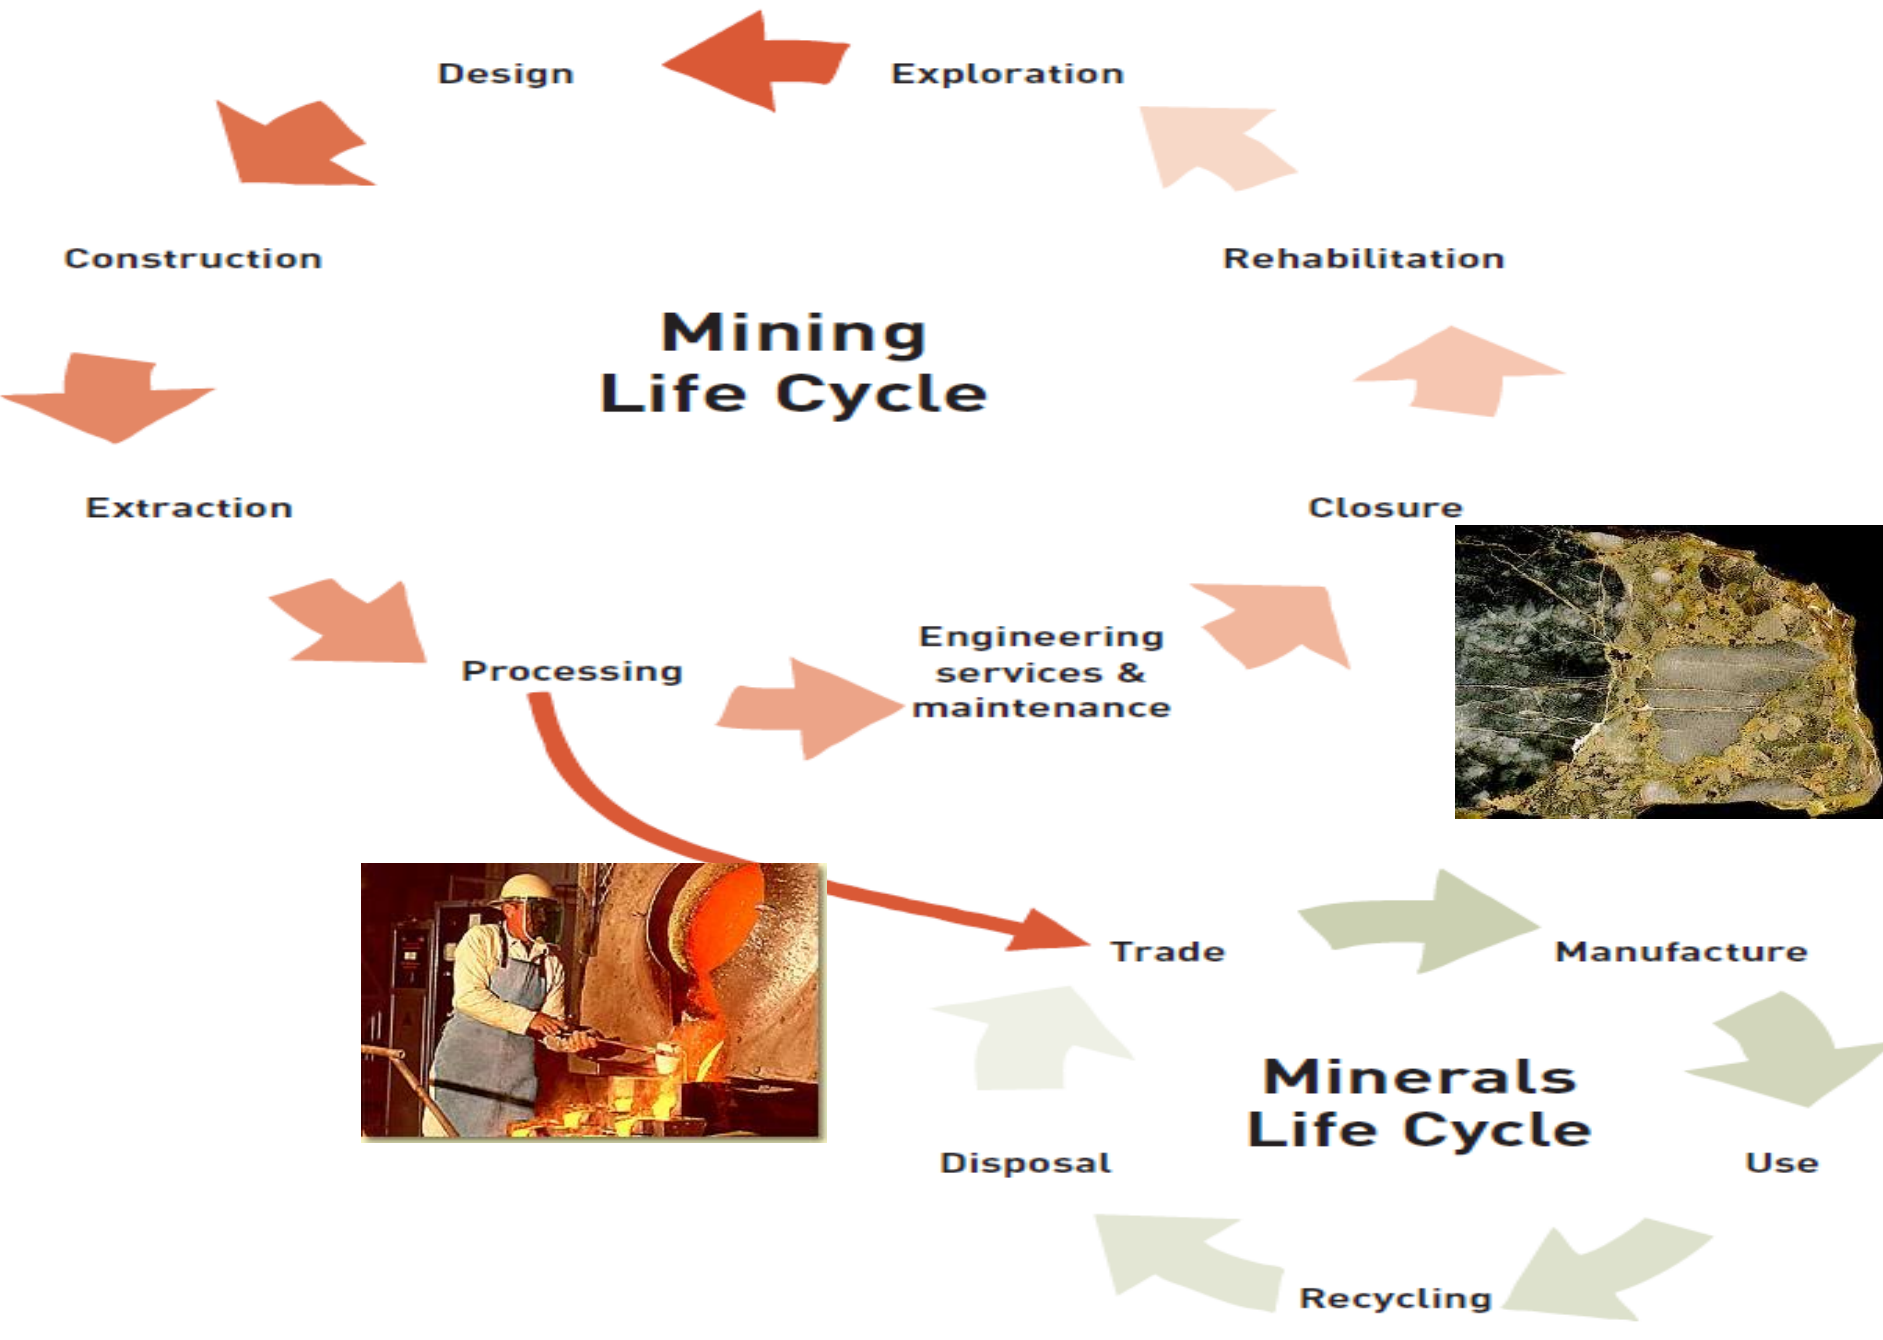 Design
Exploration
Construction
Rehabilitation
Mining
Life Cycle
Extraction
Closure
Processing
Engineering
services &
maintenance
Trade
Manufacture
Minerals
Life Cycle
Disposal
Use
Recycling